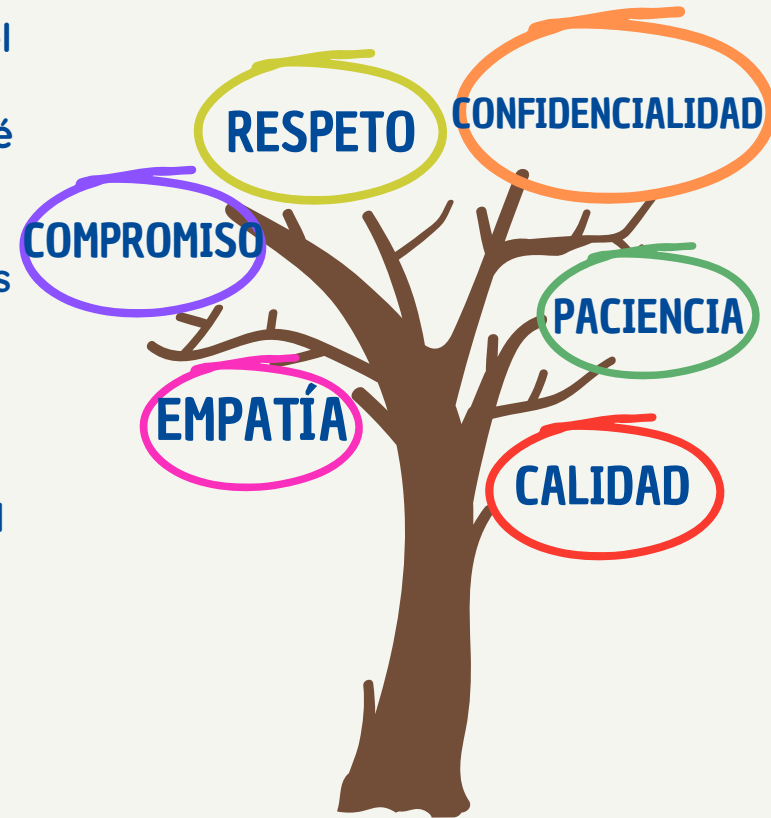 RESPETO
CONFIDENCIALIDAD
COMPROMISO
PACIENCIA
EMPATÍA
CALIDAD